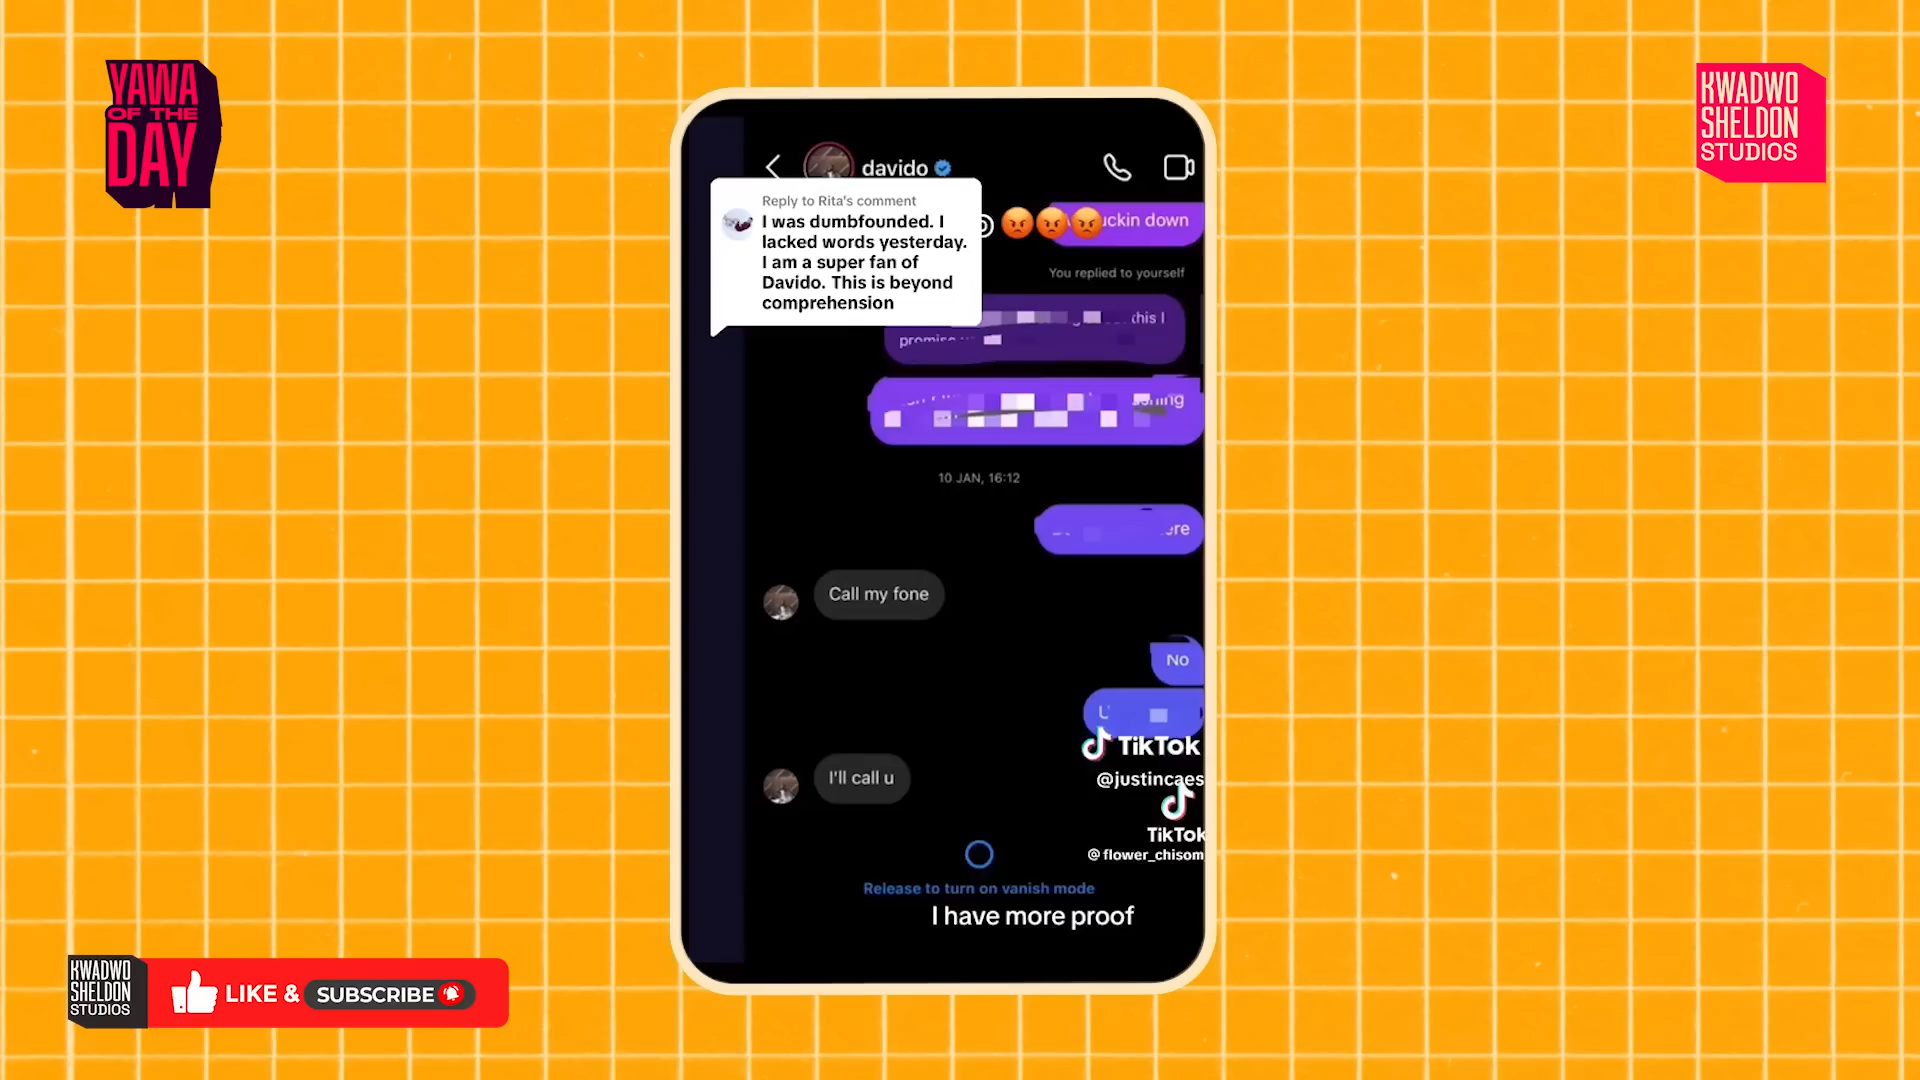 YAWA
OF THE
DAY
KWADWO
SHELDON
STUDIOS
davido
Reply to Rita's comment
I was dumbfounded. I
lacked words yesterday.
I am a super fan of
Davido. This is beyond
comprehension
down
You replied to yourself
this I
10 JAN, 16:12
Call my fone
No
I'll call u
TikTok
@justincaes
TikTok
@flower_chisom
Release to turn on vanish mode
I have more proof
KWADWO
SHELDON
STUDIOS
LIKE & SUBSCRIBE